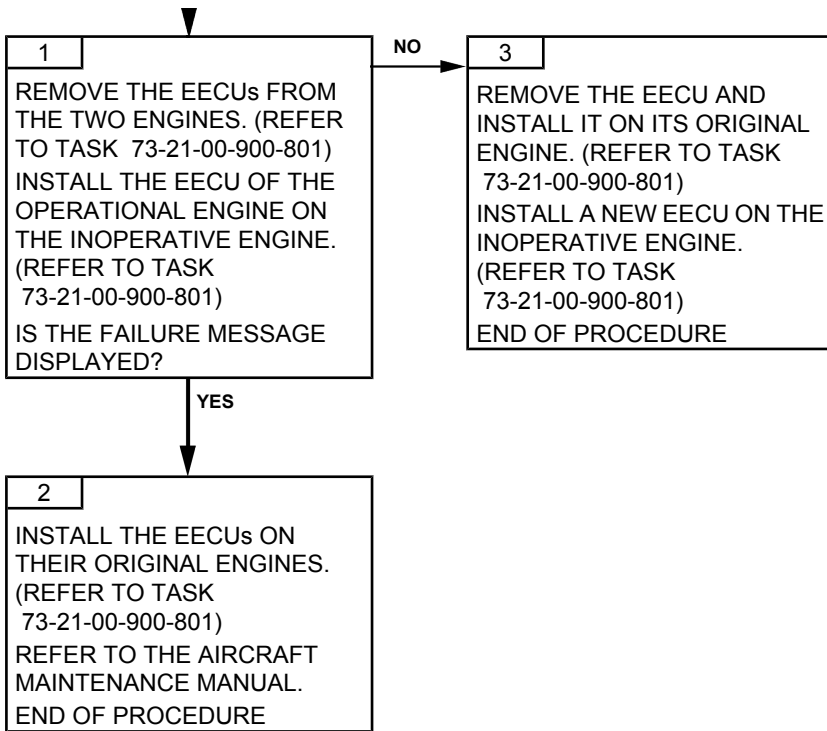 1
REMOVE THE EECUs FROM
THE TWO ENGINES. (REFER
TO TASK 73-21-00-900-801)
INSTALL THE EECU OF THE
OPERATIONAL ENGINE ON
THE INOPERATIVE ENGINE.
(REFER TO TASK
73-21-00-900-801)
IS THE FAILURE MESSAGE
DISPLAYED?
NO
3
REMOVE THE EECU AND
INSTALL IT ON ITS ORIGINAL
ENGINE. (REFER TO TASK
73-21-00-900-801)
INSTALL A NEW EECU ON THE
INOPERATIVE ENGINE.
(REFER TO TASK
73-21-00-900-801)
END OF PROCEDURE
YES
2
INSTALL THE EECUs ON
THEIR ORIGINAL ENGINES.
(REFER TO TASK
73-21-00-900-801)
REFER TO THE AIRCRAFT
MAINTENANCE MANUAL.
END OF PROCEDURE